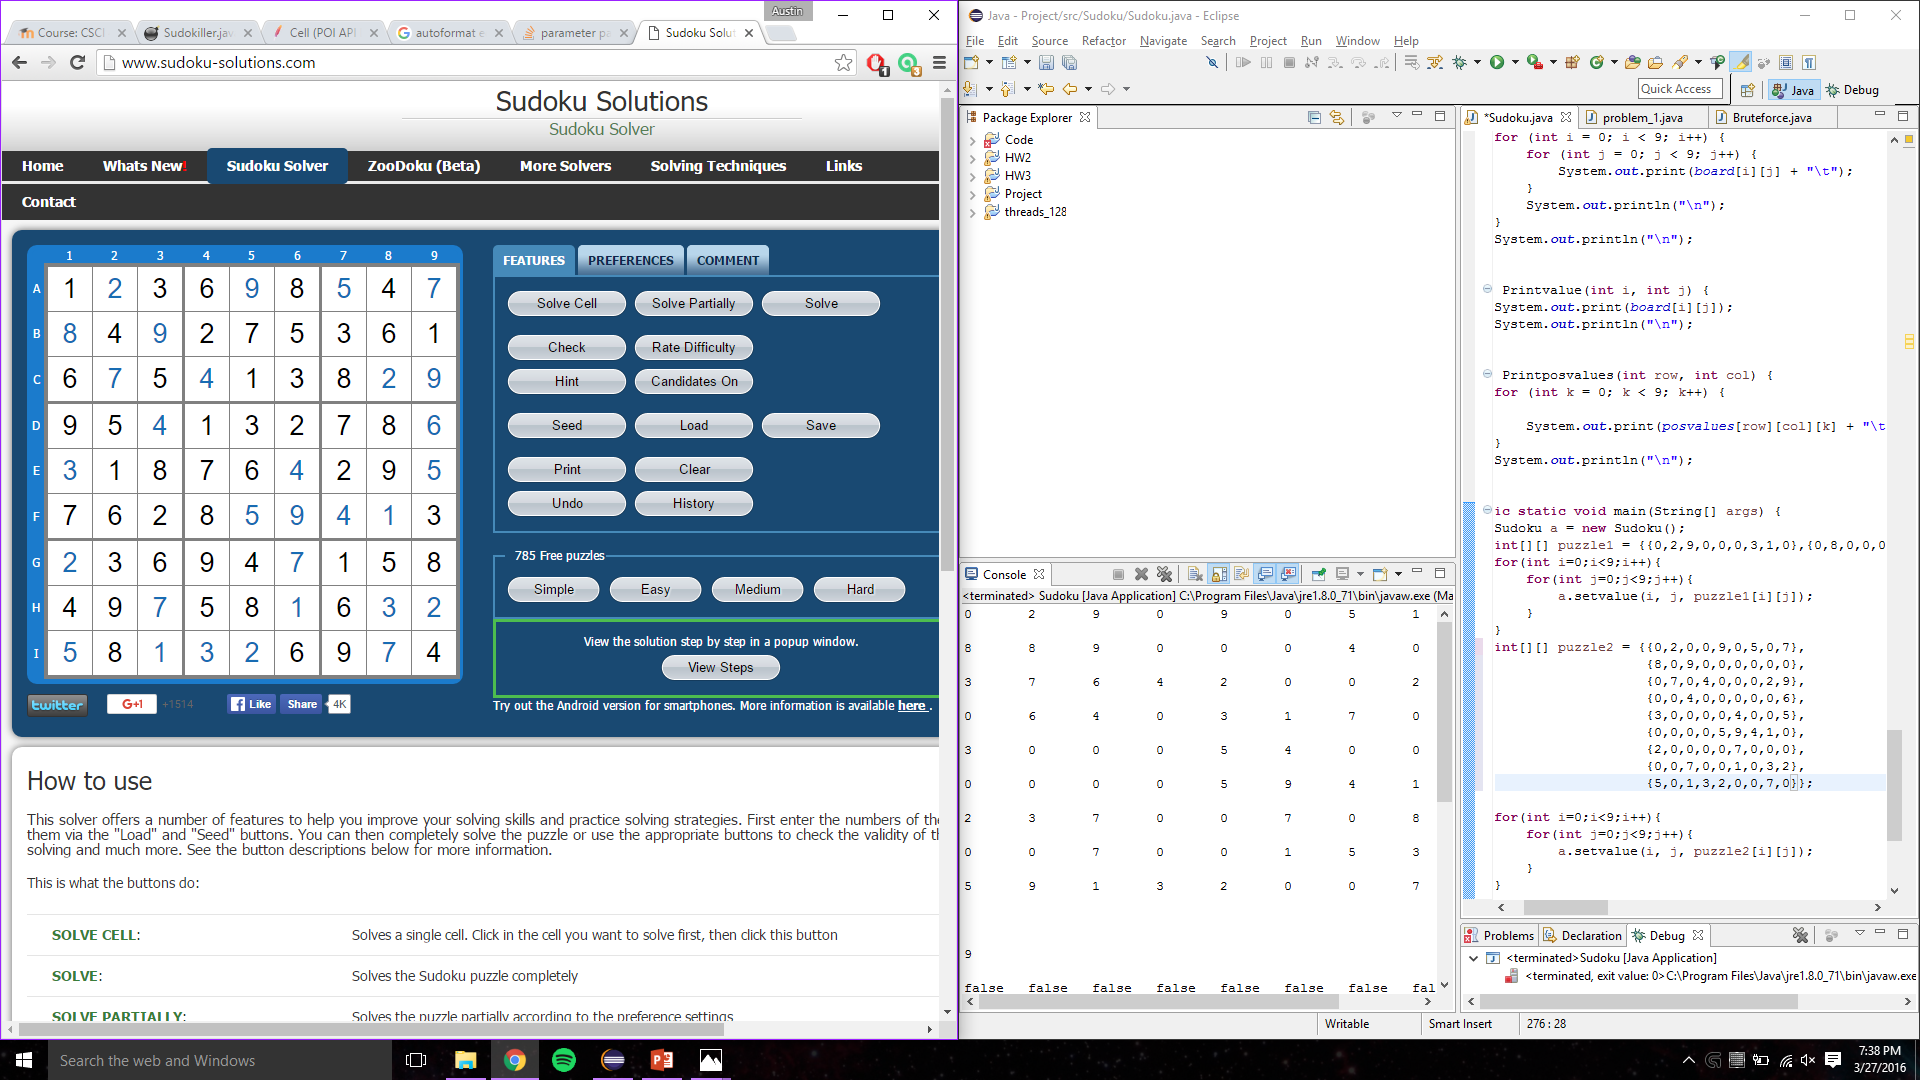 Austin
Course: CSCI
Sudokiller.jav
Cell (POI API
autoformat e
parameter pa
Sudoku Solut
www.sudoku-solutions.com
Sudoku Solutions
Sudoku Solver
Home Whats New! Sudoku Solver ZooDoku (Beta) More Solvers Solving Techniques Links
Contact
1 2 3 4 5 6 7 8 9
A 1 2 3 6 9 8 5 4 7
B 8 4 9 2 7 5 3 6 1
C 6 7 5 4 1 3 8 2 9
D 9 5 4 1 3 2 7 8 6
E 3 1 8 7 6 4 2 9 5
F 7 6 2 8 5 9 4 1 3
G 2 3 6 9 4 7 1 5 8
H 4 9 7 5 8 1 6 3 2
I 5 8 1 3 2 6 9 7 4
twitter G+1 +1514 Like Share 4K
FEATURES PREFERENCES COMMENT
Solve Cell Solve Partially Solve
Check Rate Difficulty
Hint Candidates On
Seed Load Save
Print Clear
Undo History
785 Free puzzles
Simple Easy Medium Hard
View the solution step by step in a popup window.
View Steps
Try out the Android version for smartphones. More information is available here .
How to use
This solver offers a number of features to help you improve your solving skills and practice solving strategies. First enter the numbers of the
them via the "Load" and "Seed" buttons. You can then completely solve the puzzle or use the appropriate buttons to check the validity of th
solving and much more. See the button descriptions below for more information.
This is what the buttons do:
SOLVE CELL: Solves a single cell. Click in the cell you want to solve first, then click this button
SOLVE: Solves the Sudoku puzzle completely
SOLVE PARTIALLY: Solves the puzzle partially according to the preference settings
Java - Project/src/Sudoku/Sudoku.java - Eclipse
File Edit Source Refactor Navigate Search Project Run Window Help
Quick Access
Java Debug
Package Explorer
Code
HW2
HW3
Project
threads_128
*Sudoku.java problem_1.java Bruteforce.java
for (int i = 0; i < 9; i++) {
for (int j = 0; j < 9; j++) {
System.out.print(board[i][j] + "\t");
}
System.out.println("\n");
}
System.out.println("\n");
Printvalue(int i, int j) {
System.out.print(board[i][j]);
System.out.println("\n");
Printposvalues(int row, int col) {
for (int k = 0; k < 9; k++) {
System.out.print(posvalues[row][col][k] + "\t
}
System.out.println("\n");
ic static void main(String[] args) {
Sudoku a = new Sudoku();
int[][] puzzle1 = {{0,2,9,0,0,0,3,1,0},{0,8,0,0,0
for(int i=0;i<9;i++){
for(int j=0;j<9;j++){
a.setvalue(i, j, puzzle1[i][j]);
}
}
int[][] puzzle2 = {{0,2,0,0,9,0,5,0,7},
{8,0,9,0,0,0,0,0,0},
{0,7,0,4,0,0,0,2,9},
{0,0,4,0,0,0,0,0,6},
{3,0,0,0,0,4,0,0,5},
{0,0,0,0,5,9,4,1,0},
{2,0,0,0,0,7,0,0,0},
{0,0,7,0,0,1,0,3,2},
{5,0,1,3,2,0,0,7,0}};
for(int i=0;i<9;i++){
for(int j=0;j<9;j++){
a.setvalue(i, j, puzzle2[i][j]);
}
}
Console
<terminated> Sudoku [Java Application] C:\Program Files\Java\jre1.8.0_71\bin\javaw.exe (Ma
0 2 9 0 9 0 5 1
8 8 9 0 0 0 4 0
3 7 6 4 2 0 0 2
0 6 4 0 3 1 7 0
3 0 0 0 5 4 0 0
0 0 0 0 5 9 4 1
2 3 7 0 0 7 0 8
0 0 7 0 0 1 5 3
5 9 1 3 2 0 0 7
9
false false false false false false false fal
Problems Declaration Debug
<terminated>Sudoku [Java Application]
<terminated, exit value: 0>C:\Program Files\Java\jre1.8.0_71\bin\javaw.exe
Writable Smart Insert 276 : 28
Search the web and Windows
7:38 PM
3/27/2016